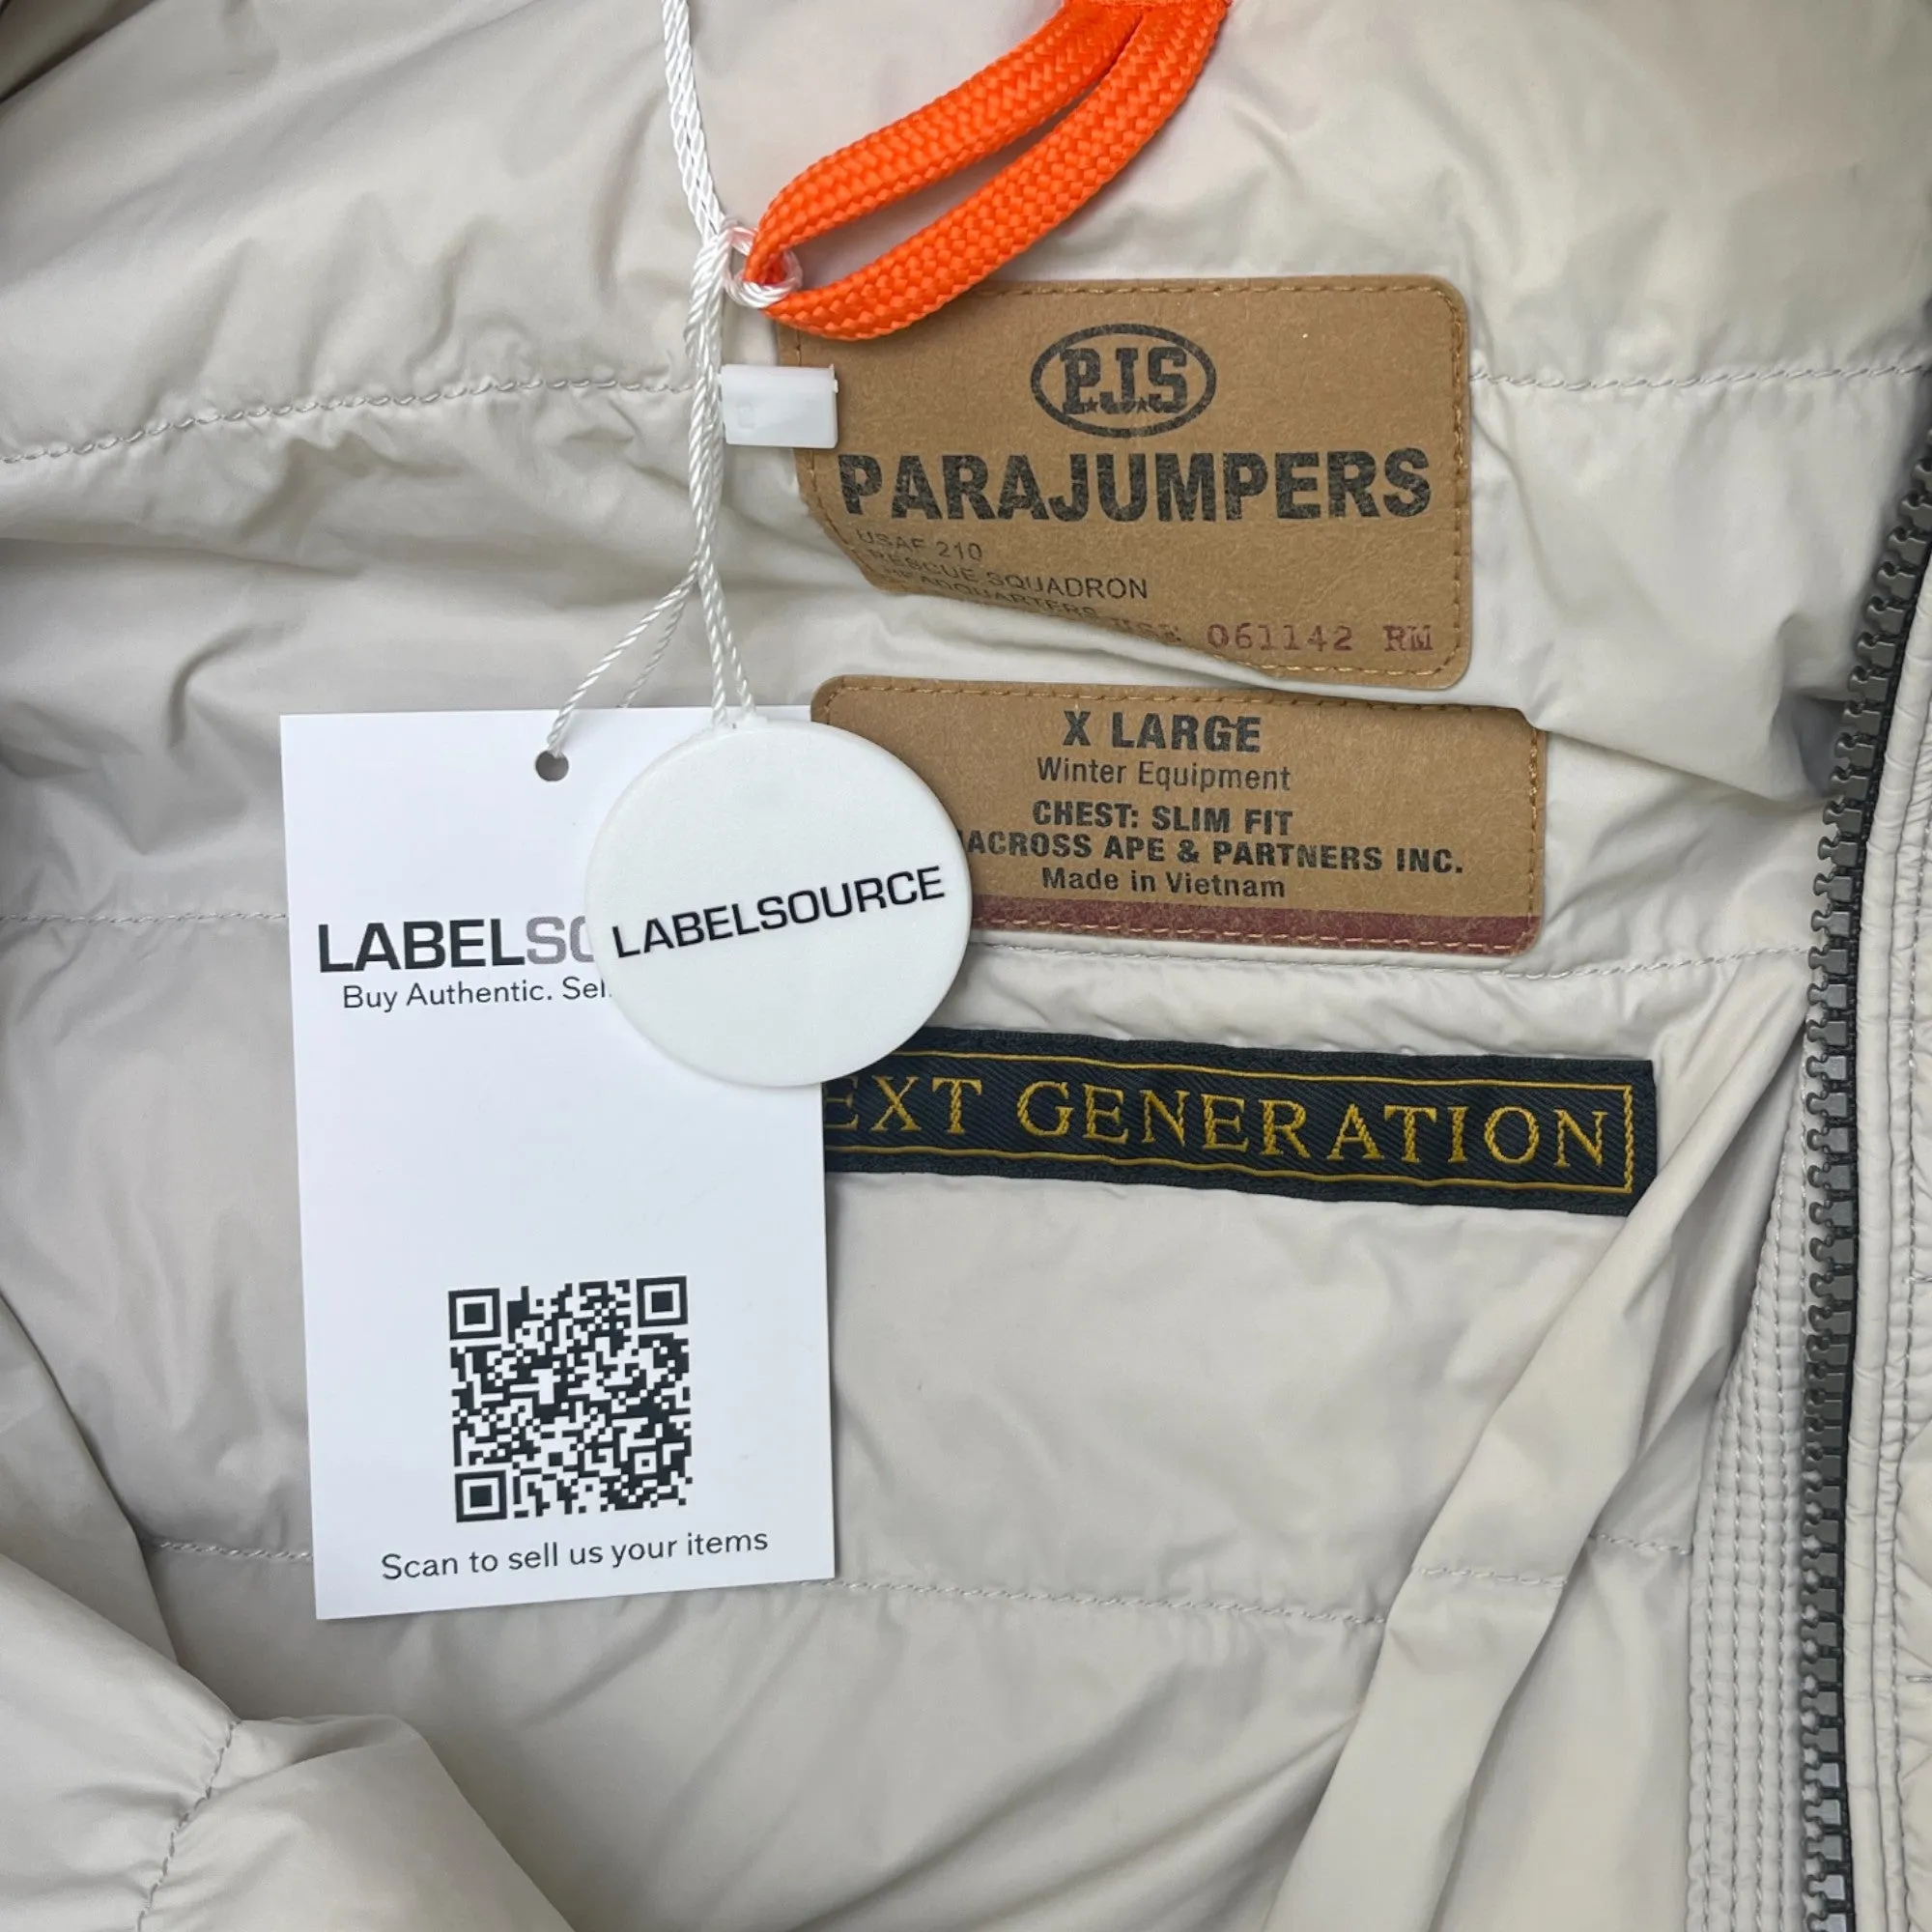 P.J.S
PARAJUMPERS
USAF 210
RESCUE SQUADRON
HEADQUARTERS
061142 RM
X LARGE
Winter Equipment
CHEST: SLIM FIT
ACROSS APE & PARTNERS INC.
Made in Vietnam
LABELSOURCE
LABELSO
Buy Authentic. Sel
EXT GENERATION
Scan to sell us your items